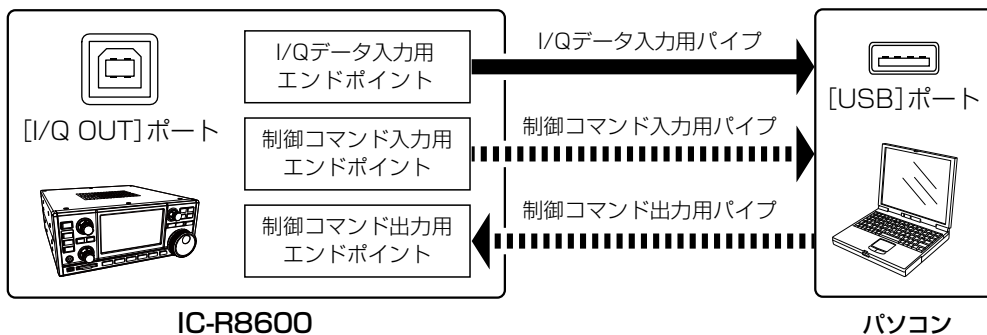 [I/Q OUT]ポート
I/Qデータ入力用
エンドポイント
制御コマンド入力用
エンドポイント
制御コマンド出力用
エンドポイント
I/Qデータ入力用パイプ
制御コマンド入力用パイプ
制御コマンド出力用パイプ
[USB]ポート
IC-R8600
パソコン